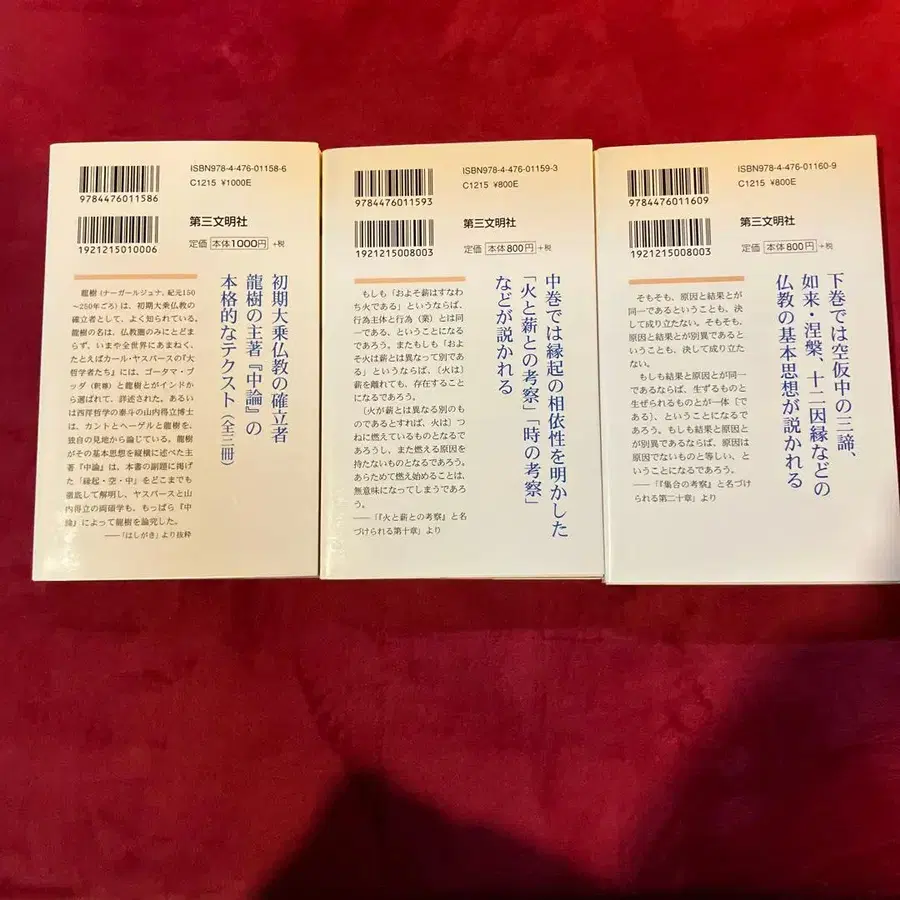 ISBN978-4-476-01158-6
C1215 ¥1000E
9784476011586
1921215010006
第三文明社
定価 本体1000円 +税
初期大乗仏教の確立者
龍樹の主著『中論』の
本格的なテクスト(全三冊)
龍樹(ナーガールジュナ、紀元150
〜250年ごろ)は、初期大乗仏教の
確立者として、よく知られている。
龍樹の名は、仏教圏のみにとどま
らず、いまや全世界にあまねく、
たとえばカール・ヤスパースの『大
哲学者たち』には、ゴータマ・ブ
ッダ(釈尊)と龍樹とがインドか
ら選ばれて、詳述された。あるい
は西洋哲学の泰斗の山内得立博士
は、カントとヘーゲルと龍樹を、
独自の見地から論じている。龍樹
がその基本思想を縦横に述べた主
著『中論』は、本書の副題に掲げ
た「縁起・空・中」をどこまでも
徹底して解明し、ヤスパースと山
内得立の両碩学も、もっぱら『中
論』によって龍樹を論究した。
――「はしがき」より抜粋
ISBN978-4-476-01159-3
C1215 ¥800E
9784476011593
1921215008003
第三文明社
定価 本体800円 +税
中巻では縁起の相依性を明かした
「火と薪との考察」「時の考察」
などが説かれる
もしも「およそ薪はすなわ
ち火である」というならば、
行為主体と行為(業)とは同
一である、ということになる
であろう。またもしも「およ
そ火は薪とは異なって別であ
る」というならば、〔火は〕
薪を離れても、存在すること
になるであろう。
〔火が薪とは異なる別のも
のであるとすれば、火は〕つ
ねに燃えているものとなるで
あろうし、また燃える原因を
持たないものとなるであろう。
あらためて燃え始めることは、
無意味になってしまうであろ
う。
――「『火と薪との考察』と名
づけられる第十章」より
ISBN978-4-476-01160-9
C1215 ¥800E
9784476011609
1921215008003
第三文明社
定価 本体800円 +税
下巻では空仮中の三諦、
如来・涅槃、十二因縁などの
仏教の基本思想が説かれる
そもそも、原因と結果とが
同一であるということも、決
して成り立たない。そもそも、
原因と結果とが別異であると
いうことも、決して成り立た
ない。
もしも結果と原因とが同一
であるならば、生ずるものと
生ぜられるものとが一体〔で
ある〕、ということになるであ
ろう。もしも結果と原因と
が別異であるならば、原因は
原因でないものと等しい、と
いうことになるであろう。
――「『集合の考察』と名づけ
られる第二十章」より